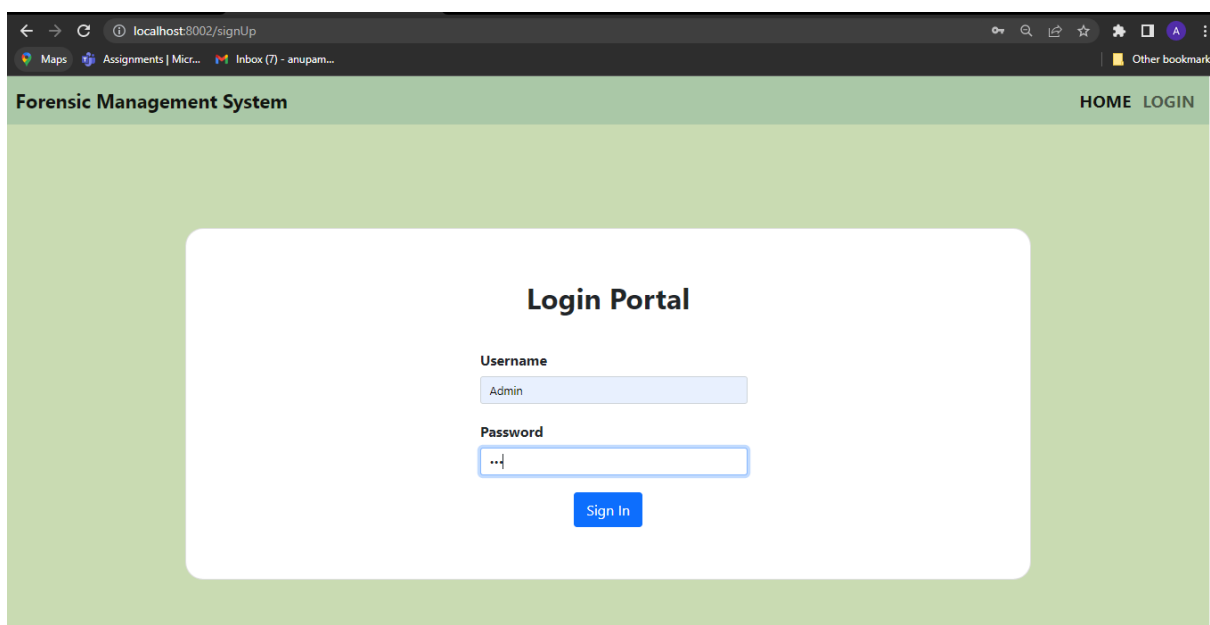 localhost:8002/signUp
A
Maps Assignments | Micr... Inbox (7) - anupam... Other bookmark
Forensic Management System HOME LOGIN
Login Portal
Username
Admin
Password
•••
Sign In